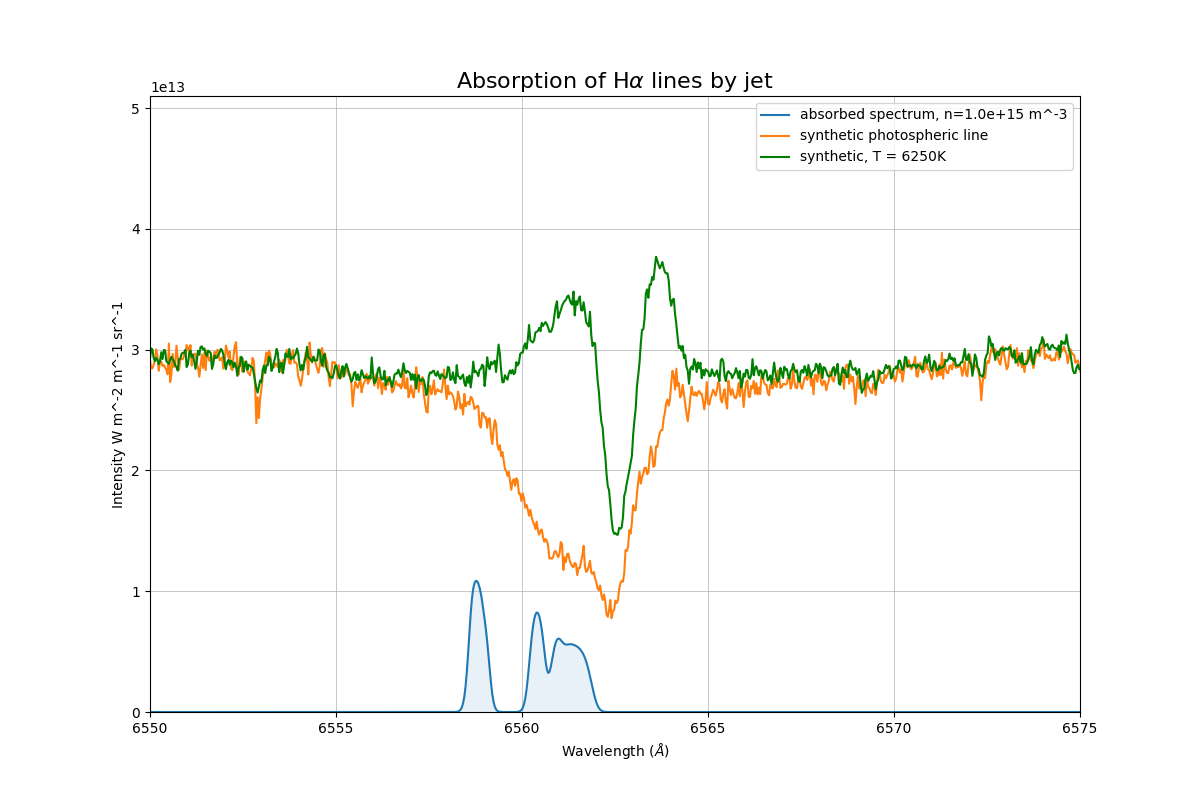 Absorption of Hα lines by jet
1e13
absorbed spectrum, n=1.0e+15 m^-3
synthetic photospheric line
synthetic, T = 6250K
Intensity W m^-2 m^-1 sr^-1
5
4
3
2
1
0
6550 6555 6560 6565 6570 6575
Wavelength (Å)